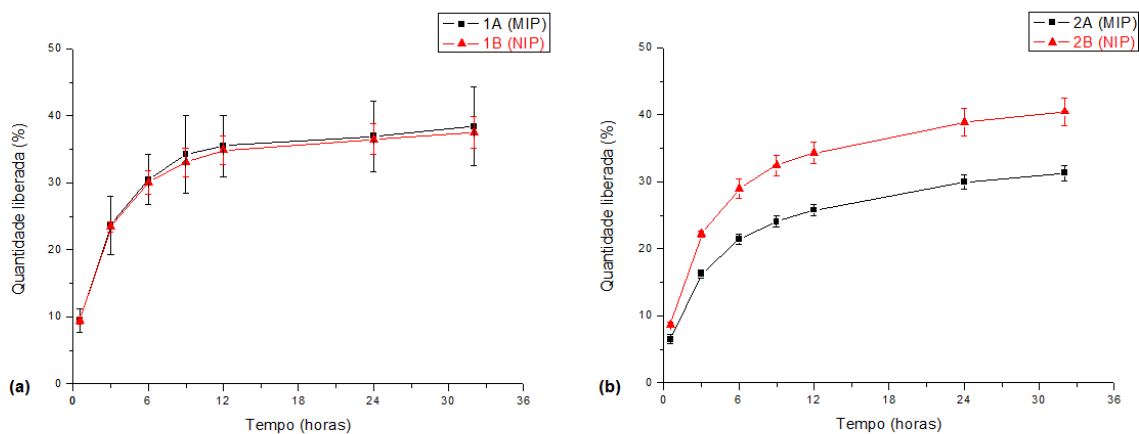 1A (MIP)
1B (NIP)
50
40
30
20
10
0
Quantidade liberada (%)
0 6 12 18 24 30 36
Tempo (horas)
(a)
2A (MIP)
2B (NIP)
50
40
30
20
10
0
Quantidade liberada (%)
0 6 12 18 24 30 36
Tempo (horas)
(b)